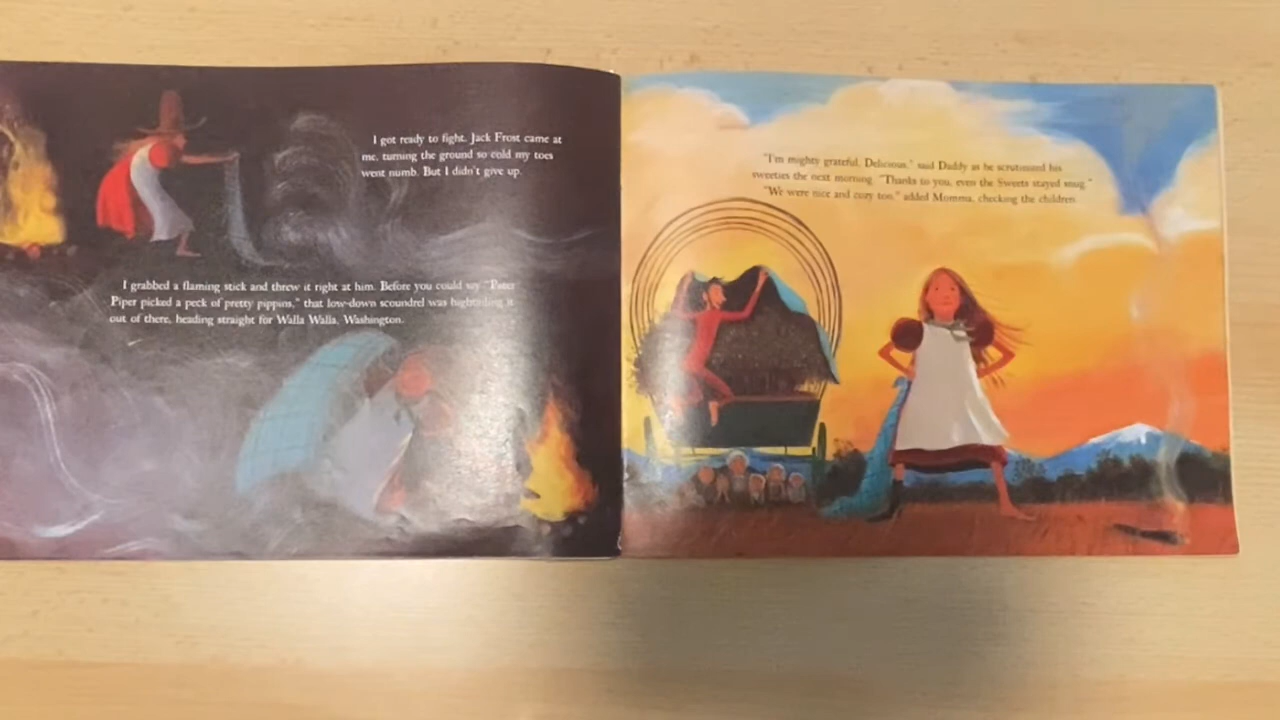 I got ready to fight. Jack Frost came at
me, turning the ground so cold my toes
went numb. But I didn't give up.
I grabbed a flaming stick and threw it right at him. Before you could say "Peter
Piper picked a peck of pretty pippins," that low-down scoundrel was hightailing it
out of there, heading straight for Walla Walla, Washington.
"I'm mighty grateful, Delicious," said Daddy as he scrutinized his
sweeties the next morning. "Thanks to you, even the Sweets stayed snug."
"We were nice and cozy too," added Momma, checking the children.